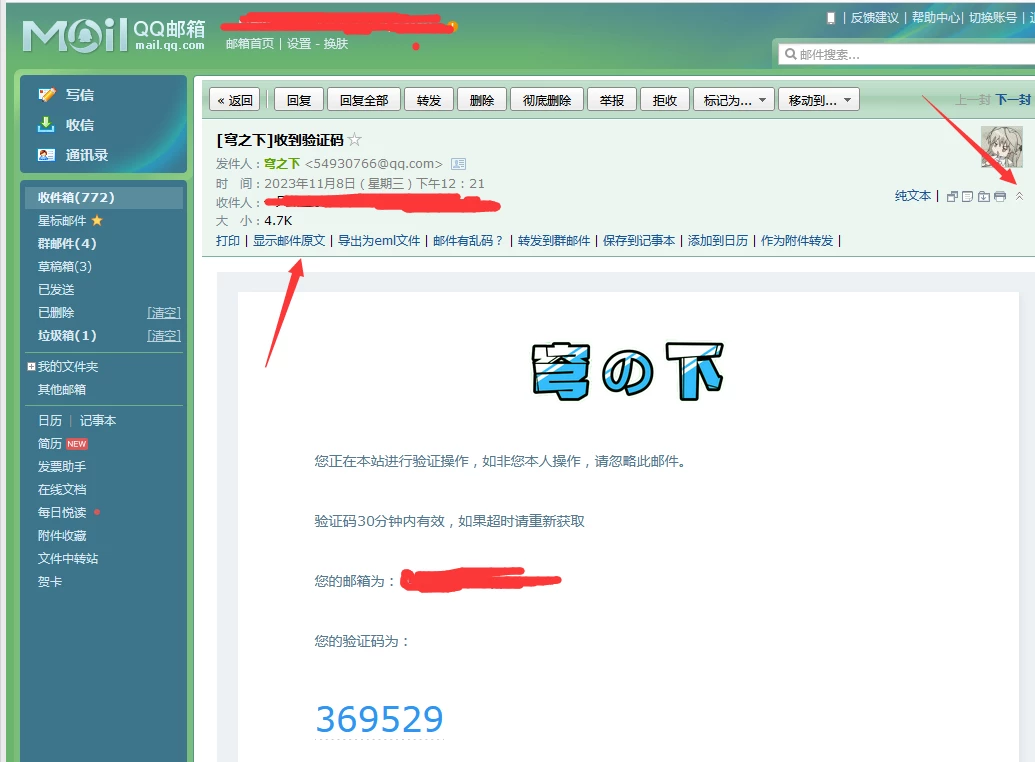 Mail QQ邮箱 mail.qq.com
邮箱首页 | 设置 - 换肤
反馈建议 | 帮助中心 | 切换账号 |
邮件搜索...
写信
收信
通讯录
收件箱(772)
星标邮件
群邮件(4)
草稿箱(3)
已发送
已删除 [清空]
垃圾箱(1) [清空]
我的文件夹
其他邮箱
日历 | 记事本
简历 NEW
发票助手
在线文档
每日悦读
附件收藏
文件中转站
贺卡
« 返回 回复 回复全部 转发 删除 彻底删除 举报 拒收 标记为... 移动到... 上一封 下一封
[穹之下]收到验证码☆
发件人：穹之下 <54930766@qq.com>
时 间：2023年11月8日（星期三）下午12：21
纯文本 |
收件人：
大 小：4.7K
打印 | 显示邮件原文 | 导出为eml文件 | 邮件有乱码？ | 转发到群邮件 | 保存到记事本 | 添加到日历 | 作为附件转发 |
穹の下
您正在本站进行验证操作，如非您本人操作，请忽略此邮件。
验证码30分钟内有效，如果超时请重新获取
您的邮箱为：
您的验证码为：
369529